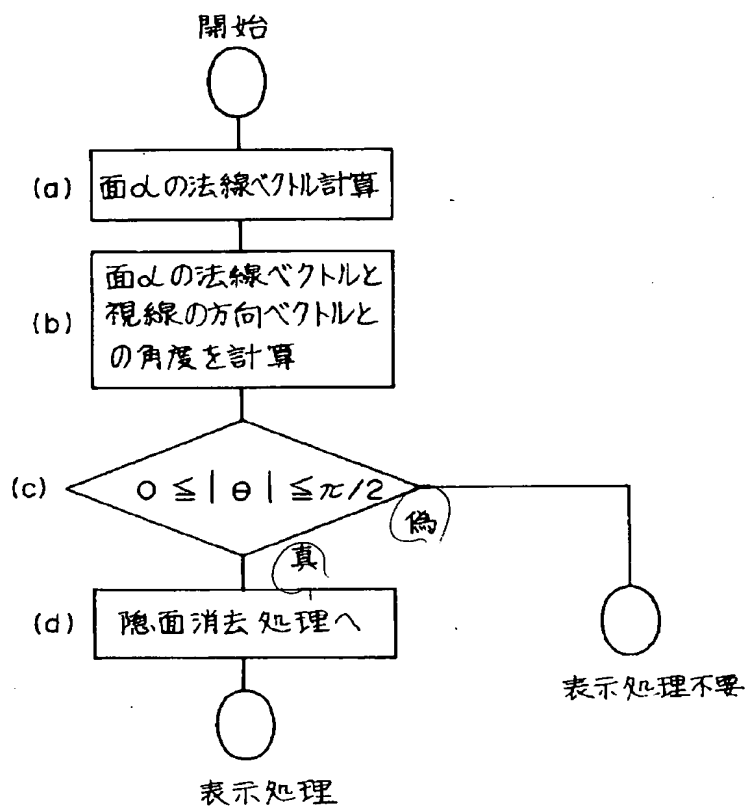 開始
(a) 面αの法線ベクトル計算
(b) 面αの法線ベクトルと
視線の方向ベクトルと
の角度を計算
(c) 0 ≦ | θ | ≦ π/2
偽
真
(d) 隠面消去処理へ
表示処理不要
表示処理